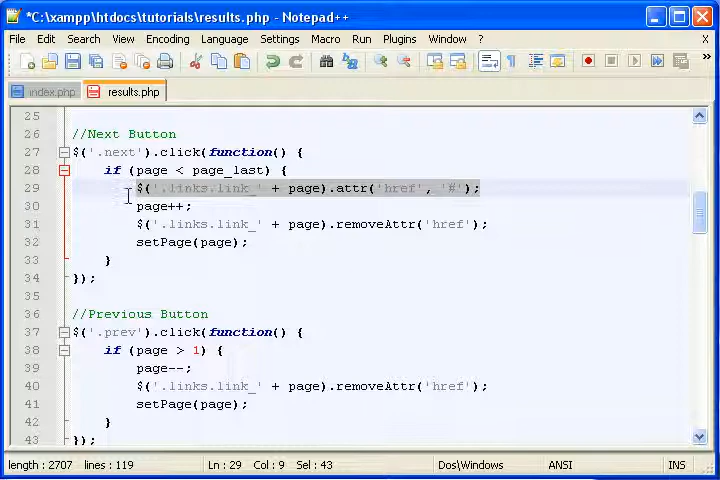 *C:\xampp\htdocs\tutorials\results.php - Notepad++
File Edit Search View Encoding Language Settings Macro Run Plugins Window ? X
index.php results.php
25
26 //Next Button
27 $('.next').click(function() {
28 if (page < page_last) {
29 $('.links.link_' + page).attr('href', '#');
30 page++;
31 $('.links.link_' + page).removeAttr('href');
32 setPage(page);
33 }
34 });
35
36 //Previous Button
37 $('.prev').click(function() {
38 if (page > 1) {
39 page--;
40 $('.links.link_' + page).removeAttr('href');
41 setPage(page);
42 }
43 });
length : 2707 lines : 119 Ln : 29 Col : 9 Sel : 43 Dos\Windows ANSI INS